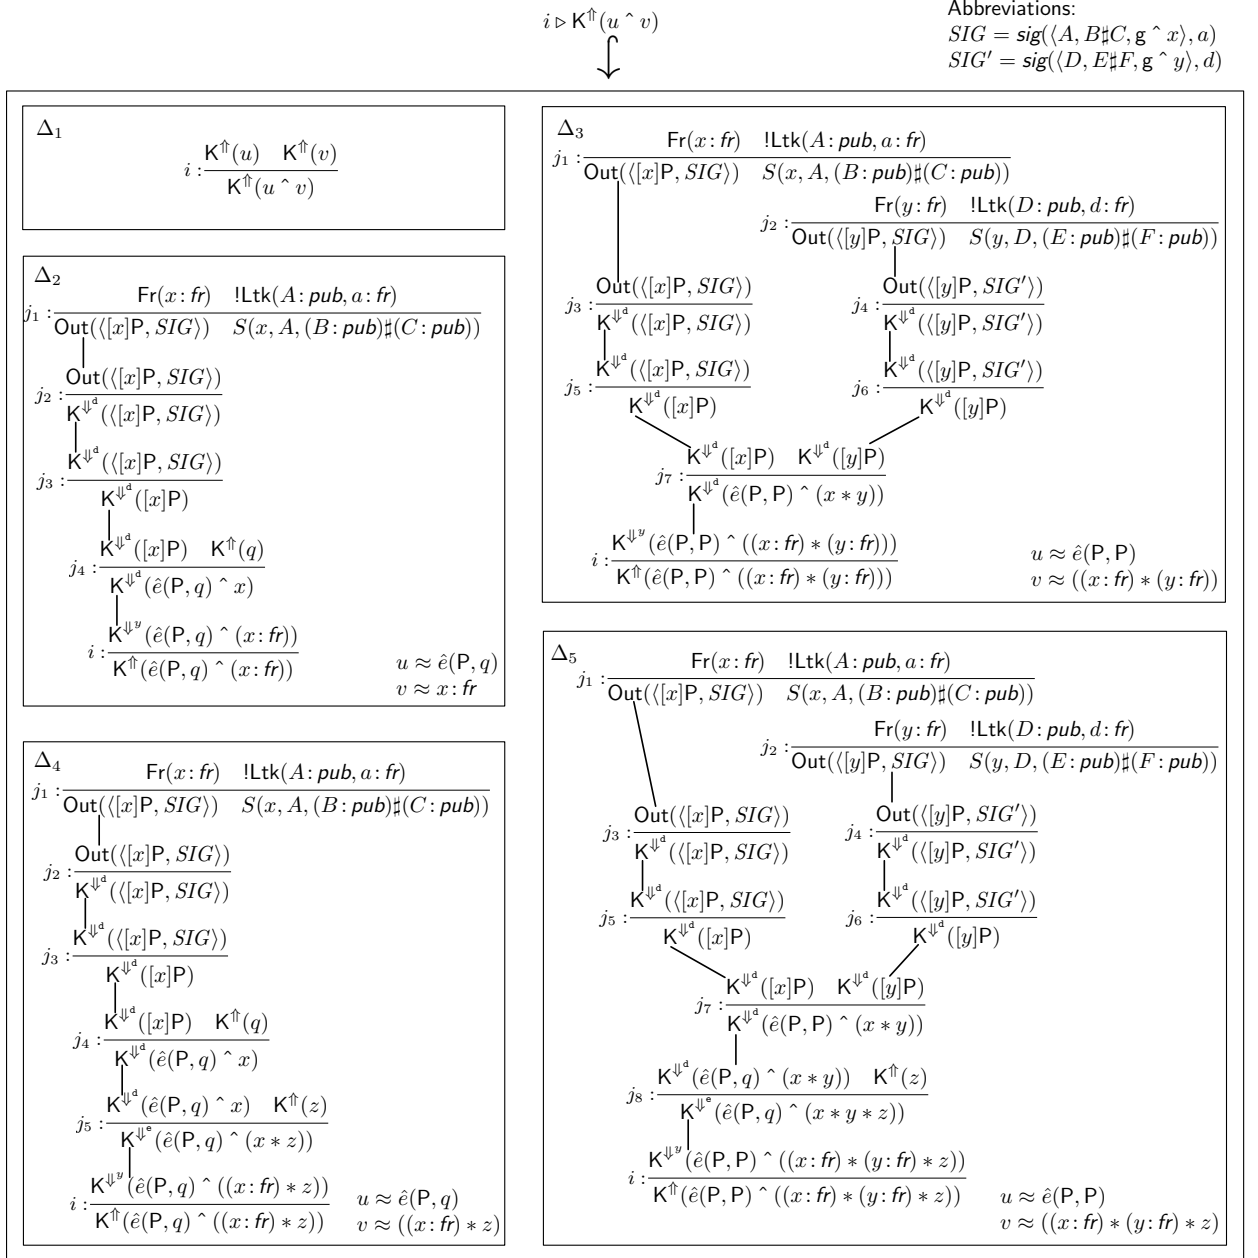 i ▷ K^⇑(u ^ v)
Abbreviations:
SIG = sig(⟨A, B♯C, g ^ x⟩, a)
SIG′ = sig(⟨D, E♯F, g ^ y⟩, d)
Δ₁
K^⇑(u) K^⇑(v)
i :
K^⇑(u ^ v)
Δ₂
Fr(x : fr) !Ltk(A : pub, a : fr)
j₁ :
Out(⟨[x]P, SIG⟩) S(x, A, (B : pub)♯(C : pub))
Out(⟨[x]P, SIG⟩)
j₂ :
K^⇓ᵈ(⟨[x]P, SIG⟩)
K^⇓ᵈ(⟨[x]P, SIG⟩)
j₃ :
K^⇓ᵈ([x]P)
K^⇓ᵈ([x]P) K^⇑(q)
j₄ :
K^⇓ᵈ(ê(P, q) ^ x)
K^⇓ʸ(ê(P, q) ^ (x : fr))
i :
K^⇑(ê(P, q) ^ (x : fr))
u ≈ ê(P, q)
v ≈ x : fr
Δ₃
Fr(x : fr) !Ltk(A : pub, a : fr)
j₁ :
Out(⟨[x]P, SIG⟩) S(x, A, (B : pub)♯(C : pub))
Fr(y : fr) !Ltk(D : pub, d : fr)
j₂ :
Out(⟨[y]P, SIG⟩) S(y, D, (E : pub)♯(F : pub))
Out(⟨[x]P, SIG⟩) Out(⟨[y]P, SIG′⟩)
j₃ : j₄ :
K^⇓ᵈ(⟨[x]P, SIG⟩) K^⇓ᵈ(⟨[y]P, SIG′⟩)
K^⇓ᵈ(⟨[x]P, SIG⟩) K^⇓ᵈ(⟨[y]P, SIG′⟩)
j₅ : j₆ :
K^⇓ᵈ([x]P) K^⇓ᵈ([y]P)
K^⇓ᵈ([x]P) K^⇓ᵈ([y]P)
j₇ :
K^⇓ᵈ(ê(P, P) ^ (x ∗ y))
K^⇓ʸ(ê(P, P) ^ ((x : fr) ∗ (y : fr)))
i :
K^⇑(ê(P, P) ^ ((x : fr) ∗ (y : fr)))
u ≈ ê(P, P)
v ≈ ((x : fr) ∗ (y : fr))
Δ₄
Fr(x : fr) !Ltk(A : pub, a : fr)
j₁ :
Out(⟨[x]P, SIG⟩) S(x, A, (B : pub)♯(C : pub))
Out(⟨[x]P, SIG⟩)
j₂ :
K^⇓ᵈ(⟨[x]P, SIG⟩)
K^⇓ᵈ(⟨[x]P, SIG⟩)
j₃ :
K^⇓ᵈ([x]P)
K^⇓ᵈ([x]P) K^⇑(q)
j₄ :
K^⇓ᵈ(ê(P, q) ^ x)
K^⇓ᵈ(ê(P, q) ^ x) K^⇑(z)
j₅ :
K^⇓ᵉ(ê(P, q) ^ (x ∗ z))
K^⇓ʸ(ê(P, q) ^ ((x : fr) ∗ z))
i :
K^⇑(ê(P, q) ^ ((x : fr) ∗ z))
u ≈ ê(P, q)
v ≈ ((x : fr) ∗ z)
Δ₅
Fr(x : fr) !Ltk(A : pub, a : fr)
j₁ :
Out(⟨[x]P, SIG⟩) S(x, A, (B : pub)♯(C : pub))
Fr(y : fr) !Ltk(D : pub, d : fr)
j₂ :
Out(⟨[y]P, SIG⟩) S(y, D, (E : pub)♯(F : pub))
Out(⟨[x]P, SIG⟩) Out(⟨[y]P, SIG′⟩)
j₃ : j₄ :
K^⇓ᵈ(⟨[x]P, SIG⟩) K^⇓ᵈ(⟨[y]P, SIG′⟩)
K^⇓ᵈ(⟨[x]P, SIG⟩) K^⇓ᵈ(⟨[y]P, SIG′⟩)
j₅ : j₆ :
K^⇓ᵈ([x]P) K^⇓ᵈ([y]P)
K^⇓ᵈ([x]P) K^⇓ᵈ([y]P)
j₇ :
K^⇓ᵈ(ê(P, P) ^ (x ∗ y))
K^⇓ᵈ(ê(P, q) ^ (x ∗ y)) K^⇑(z)
j₈ :
K^⇓ᵉ(ê(P, q) ^ (x ∗ y ∗ z))
K^⇓ʸ(ê(P, P) ^ ((x : fr) ∗ (y : fr) ∗ z))
i :
K^⇑(ê(P, P) ^ ((x : fr) ∗ (y : fr) ∗ z))
u ≈ ê(P, P)
v ≈ ((x : fr) ∗ (y : fr) ∗ z)